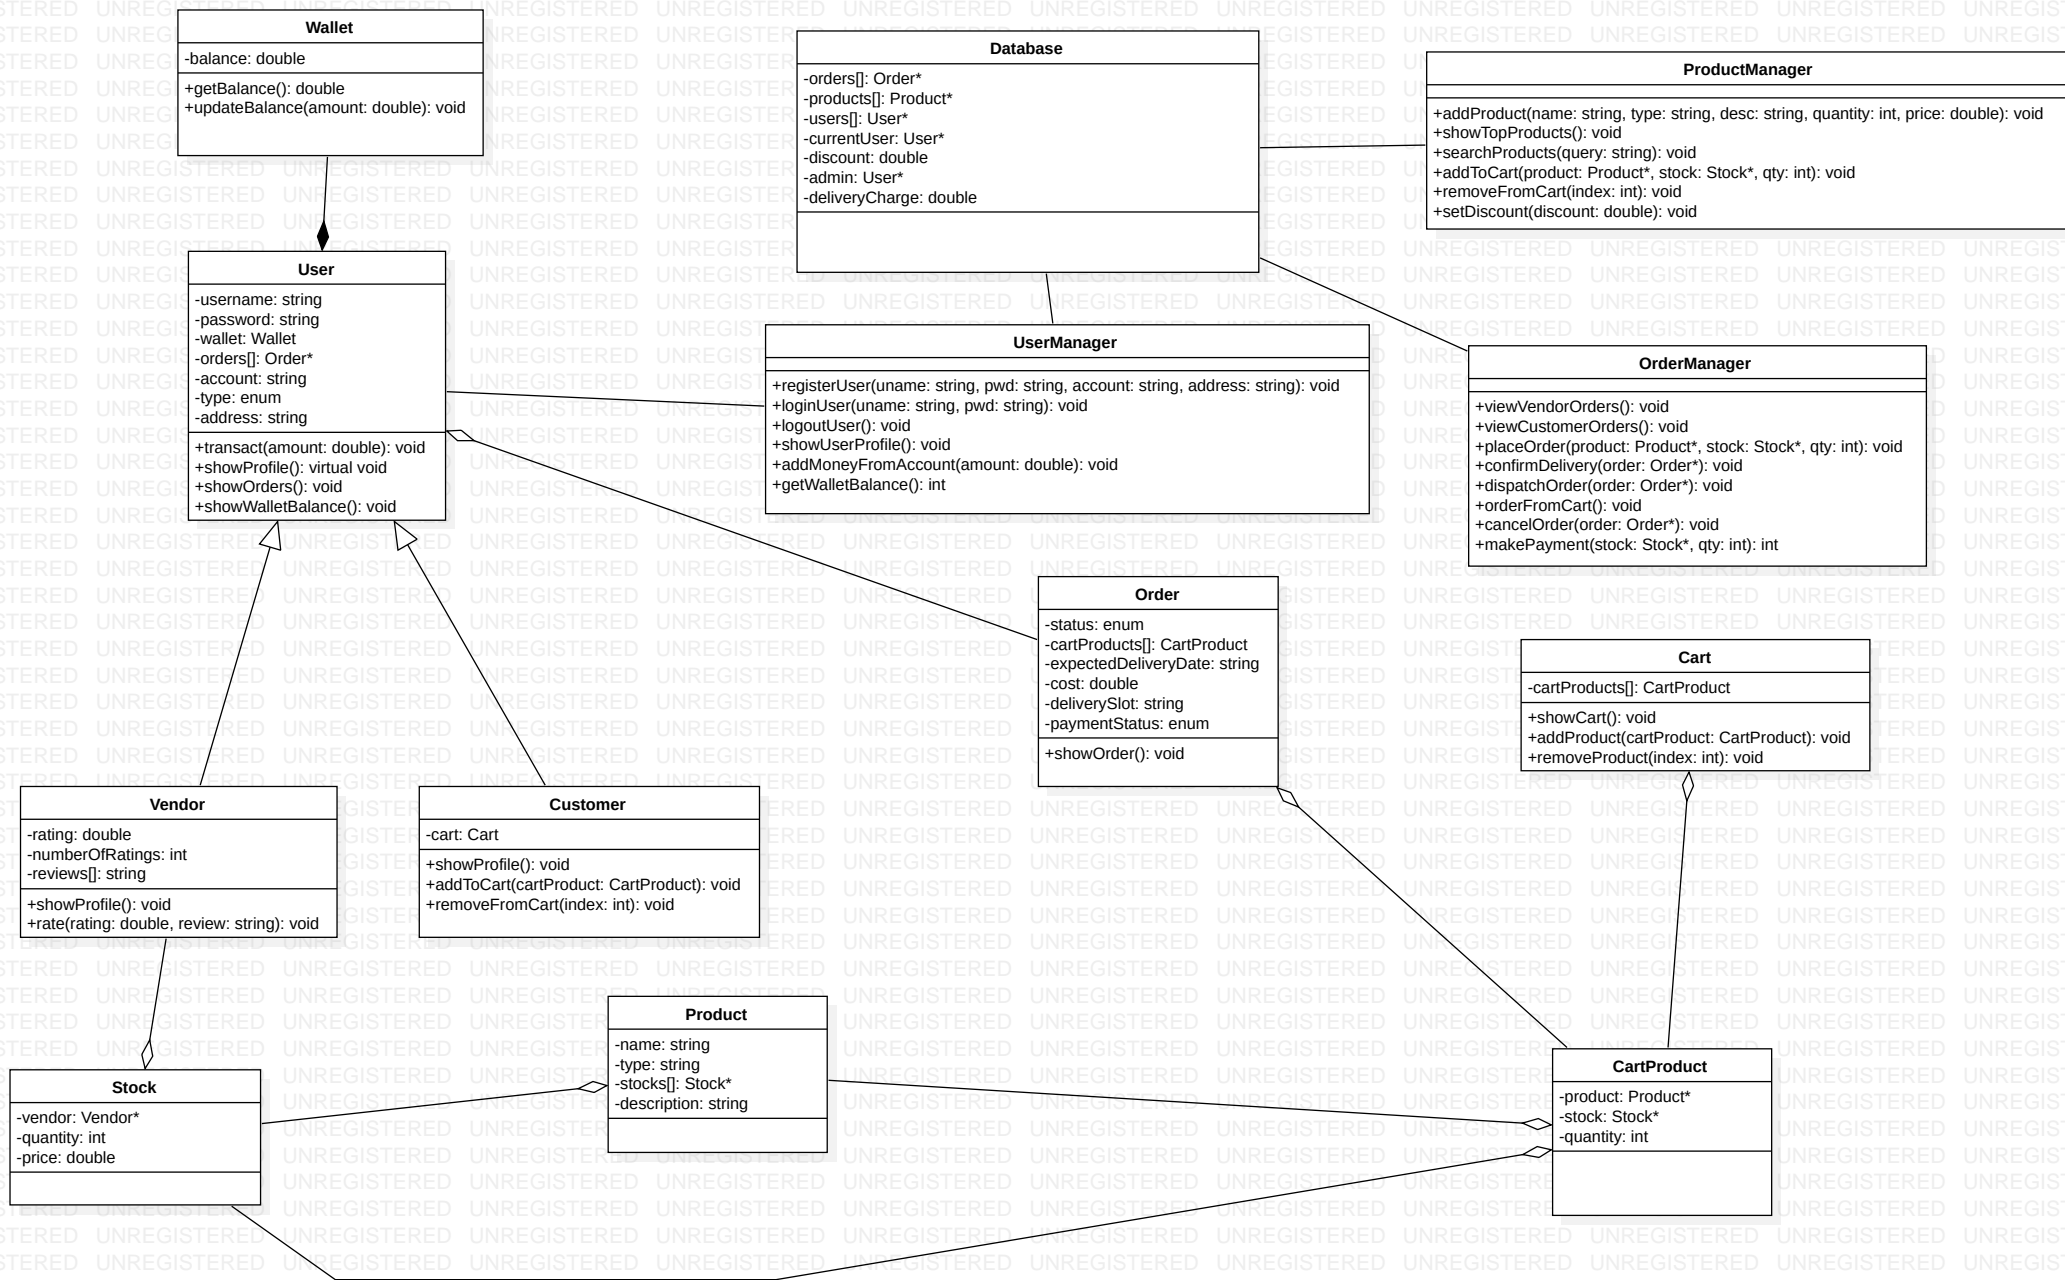 Wallet
-balance: double
+getBalance(): double
+updateBalance(amount: double): void
Database
-orders[]: Order*
-products[]: Product*
-users[]: User*
-currentUser: User*
-discount: double
-admin: User*
-deliveryCharge: double
ProductManager
+addProduct(name: string, type: string, desc: string, quantity: int, price: double): void
+showTopProducts(): void
+searchProducts(query: string): void
+addToCart(product: Product*, stock: Stock*, qty: int): void
+removeFromCart(index: int): void
+setDiscount(discount: double): void
User
-username: string
-password: string
-wallet: Wallet
-orders[]: Order*
-account: string
-type: enum
-address: string
+transact(amount: double): void
+showProfile(): virtual void
+showOrders(): void
+showWalletBalance(): void
UserManager
+registerUser(uname: string, pwd: string, account: string, address: string): void
+loginUser(uname: string, pwd: string): void
+logoutUser(): void
+showUserProfile(): void
+addMoneyFromAccount(amount: double): void
+getWalletBalance(): int
OrderManager
+viewVendorOrders(): void
+viewCustomerOrders(): void
+placeOrder(product: Product*, stock: Stock*, qty: int): void
+confirmDelivery(order: Order*): void
+dispatchOrder(order: Order*): void
+orderFromCart(): void
+cancelOrder(order: Order*): void
+makePayment(stock: Stock*, qty: int): int
Order
-status: enum
-cartProducts[]: CartProduct
-expectedDeliveryDate: string
-cost: double
-deliverySlot: string
-paymentStatus: enum
+showOrder(): void
Cart
-cartProducts[]: CartProduct
+showCart(): void
+addProduct(cartProduct: CartProduct): void
+removeProduct(index: int): void
Vendor
-rating: double
-numberOfRatings: int
-reviews[]: string
+showProfile(): void
+rate(rating: double, review: string): void
Customer
-cart: Cart
+showProfile(): void
+addToCart(cartProduct: CartProduct): void
+removeFromCart(index: int): void
Product
-name: string
-type: string
-stocks[]: Stock*
-description: string
Stock
-vendor: Vendor*
-quantity: int
-price: double
CartProduct
-product: Product*
-stock: Stock*
-quantity: int
UNREGISTERED